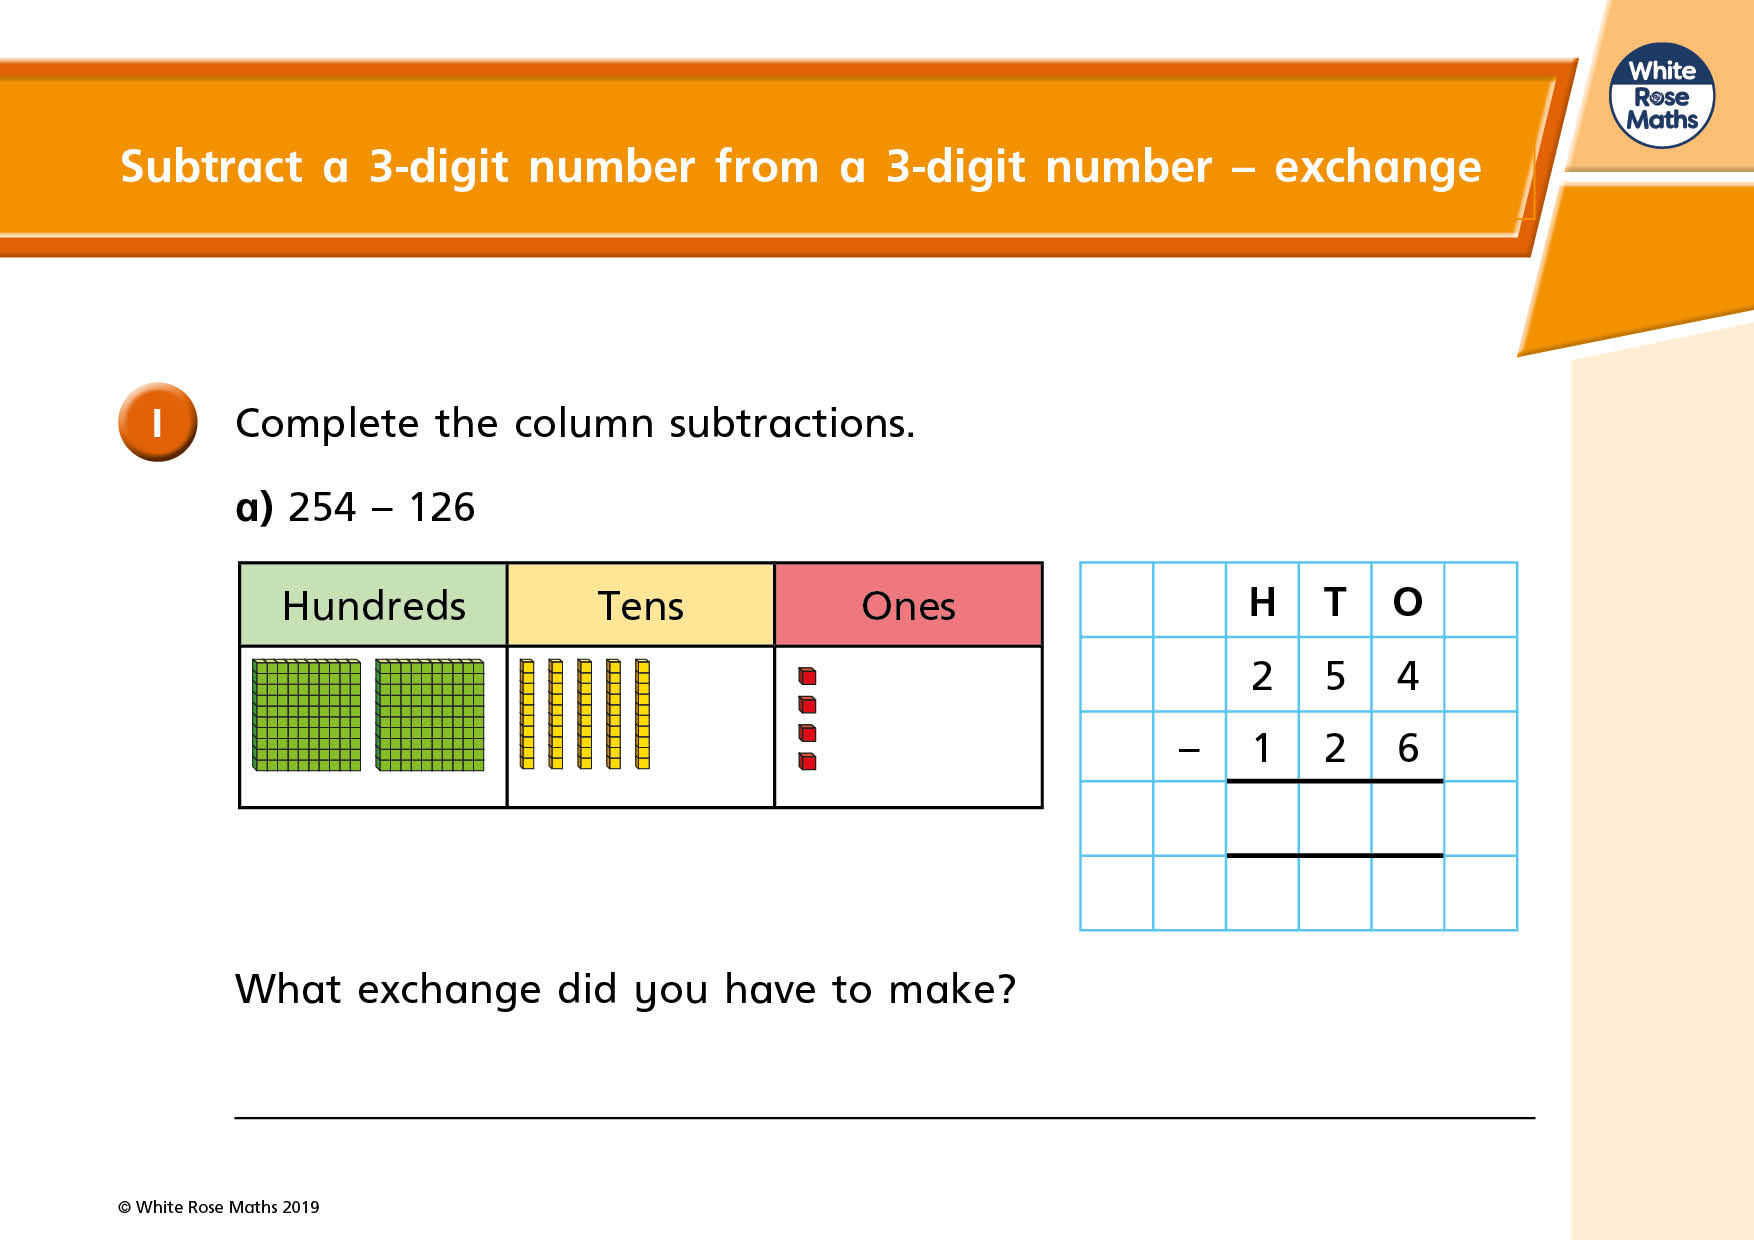 White
Rose
Maths
Subtract a 3-digit number from a 3-digit number – exchange
1 Complete the column subtractions.
a) 254 – 126
Hundreds Tens Ones
H T O
2 5 4
– 1 2 6
What exchange did you have to make?
© White Rose Maths 2019